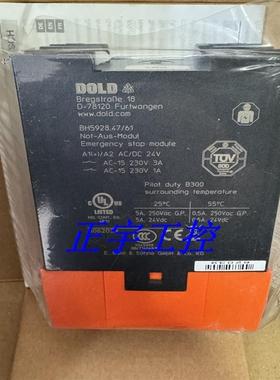 DOLD
Bregstraße 18
D-78120 Furtwangen
www.dold.com
BH5928.47/61
Not-Aus-Modul
Emergency stop module
A1(+)/A2 AC/DC 24V
AC-15 230V 3A
AC-15 230V 1A
TÜV
Pilot duty B300
surrounding temperature
25°C 55°C
5A 250Vac G.P. 0,5A 250Vac G.P.
5A 24Vdc
UL
LISTED
正宇工控